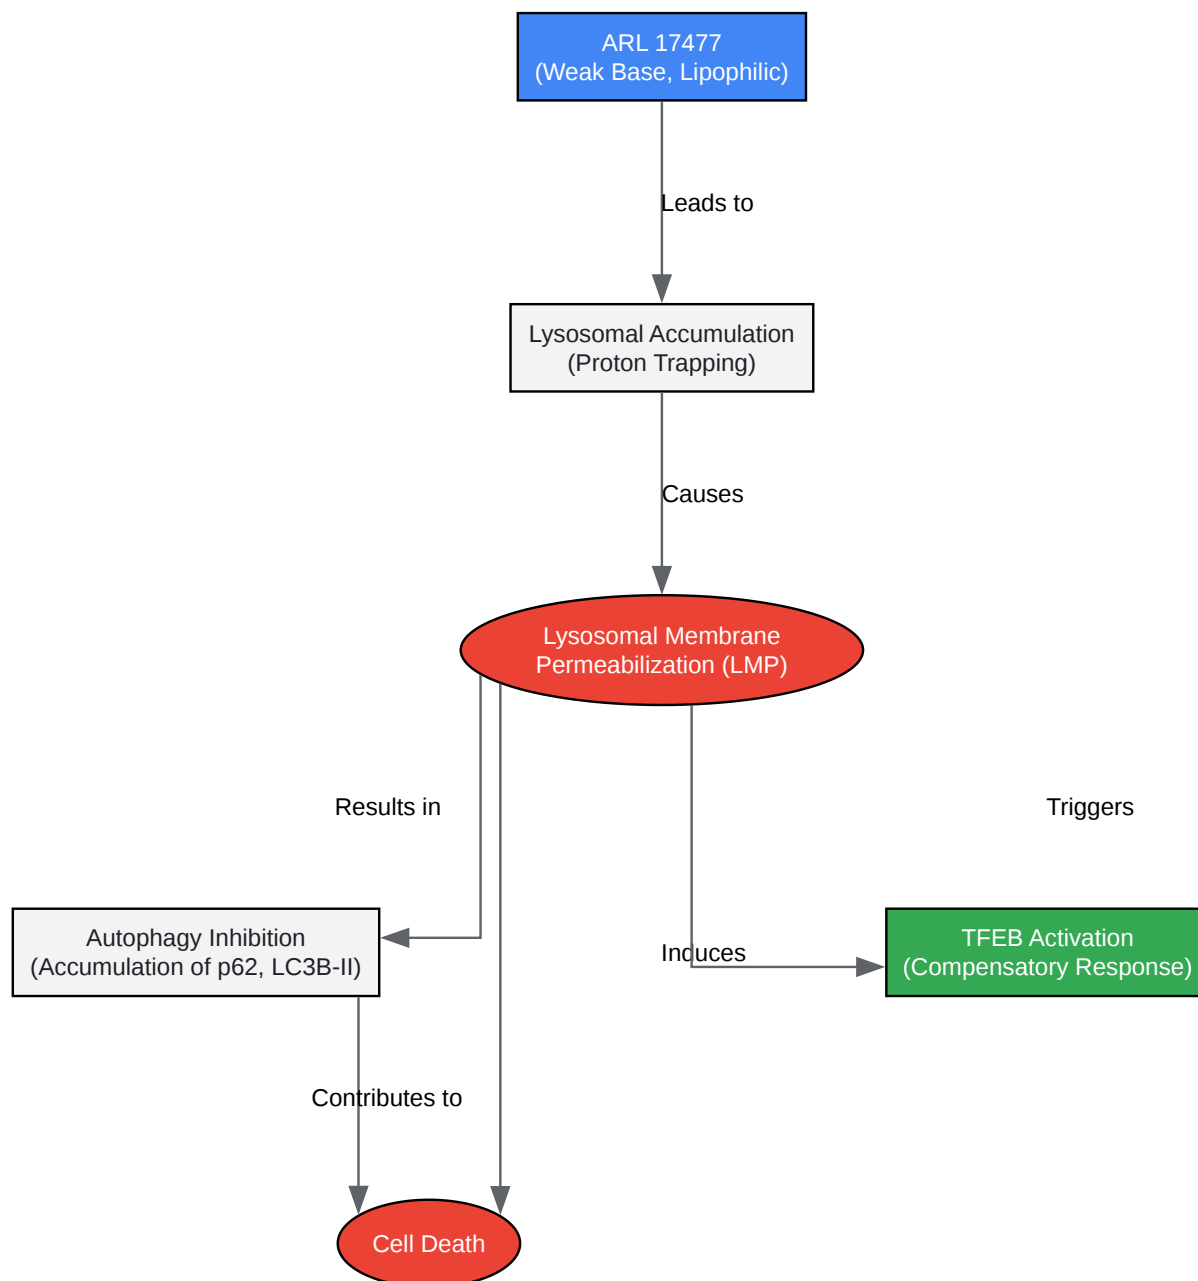 ARL 17477
(Weak Base, Lipophilic)
Leads to
Lysosomal Accumulation
(Proton Trapping)
Causes
Lysosomal Membrane
Permeabilization (LMP)
Results in
Triggers
Autophagy Inhibition
(Accumulation of p62, LC3B-II)
Induces
TFEB Activation
(Compensatory Response)
Contributes to
Cell Death